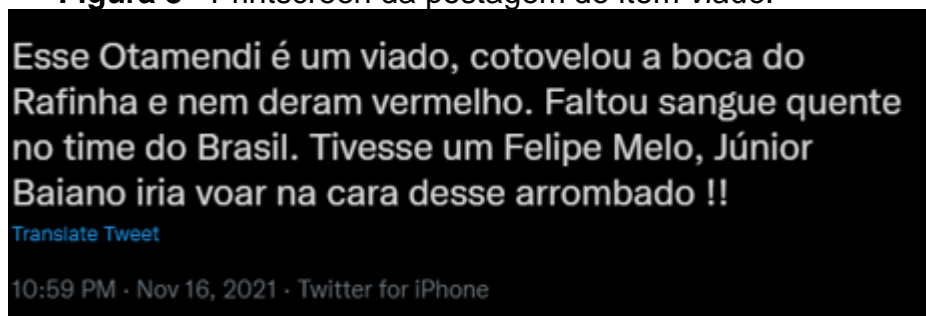 Figura 3 - Printscreen da postagem do item viado.
Esse Otamendi é um viado, cotovelou a boca do
Rafinha e nem deram vermelho. Faltou sangue quente
no time do Brasil. Tivesse um Felipe Melo, Júnior
Baiano iria voar na cara desse arrombado !!
Translate Tweet
10:59 PM · Nov 16, 2021 · Twitter for iPhone